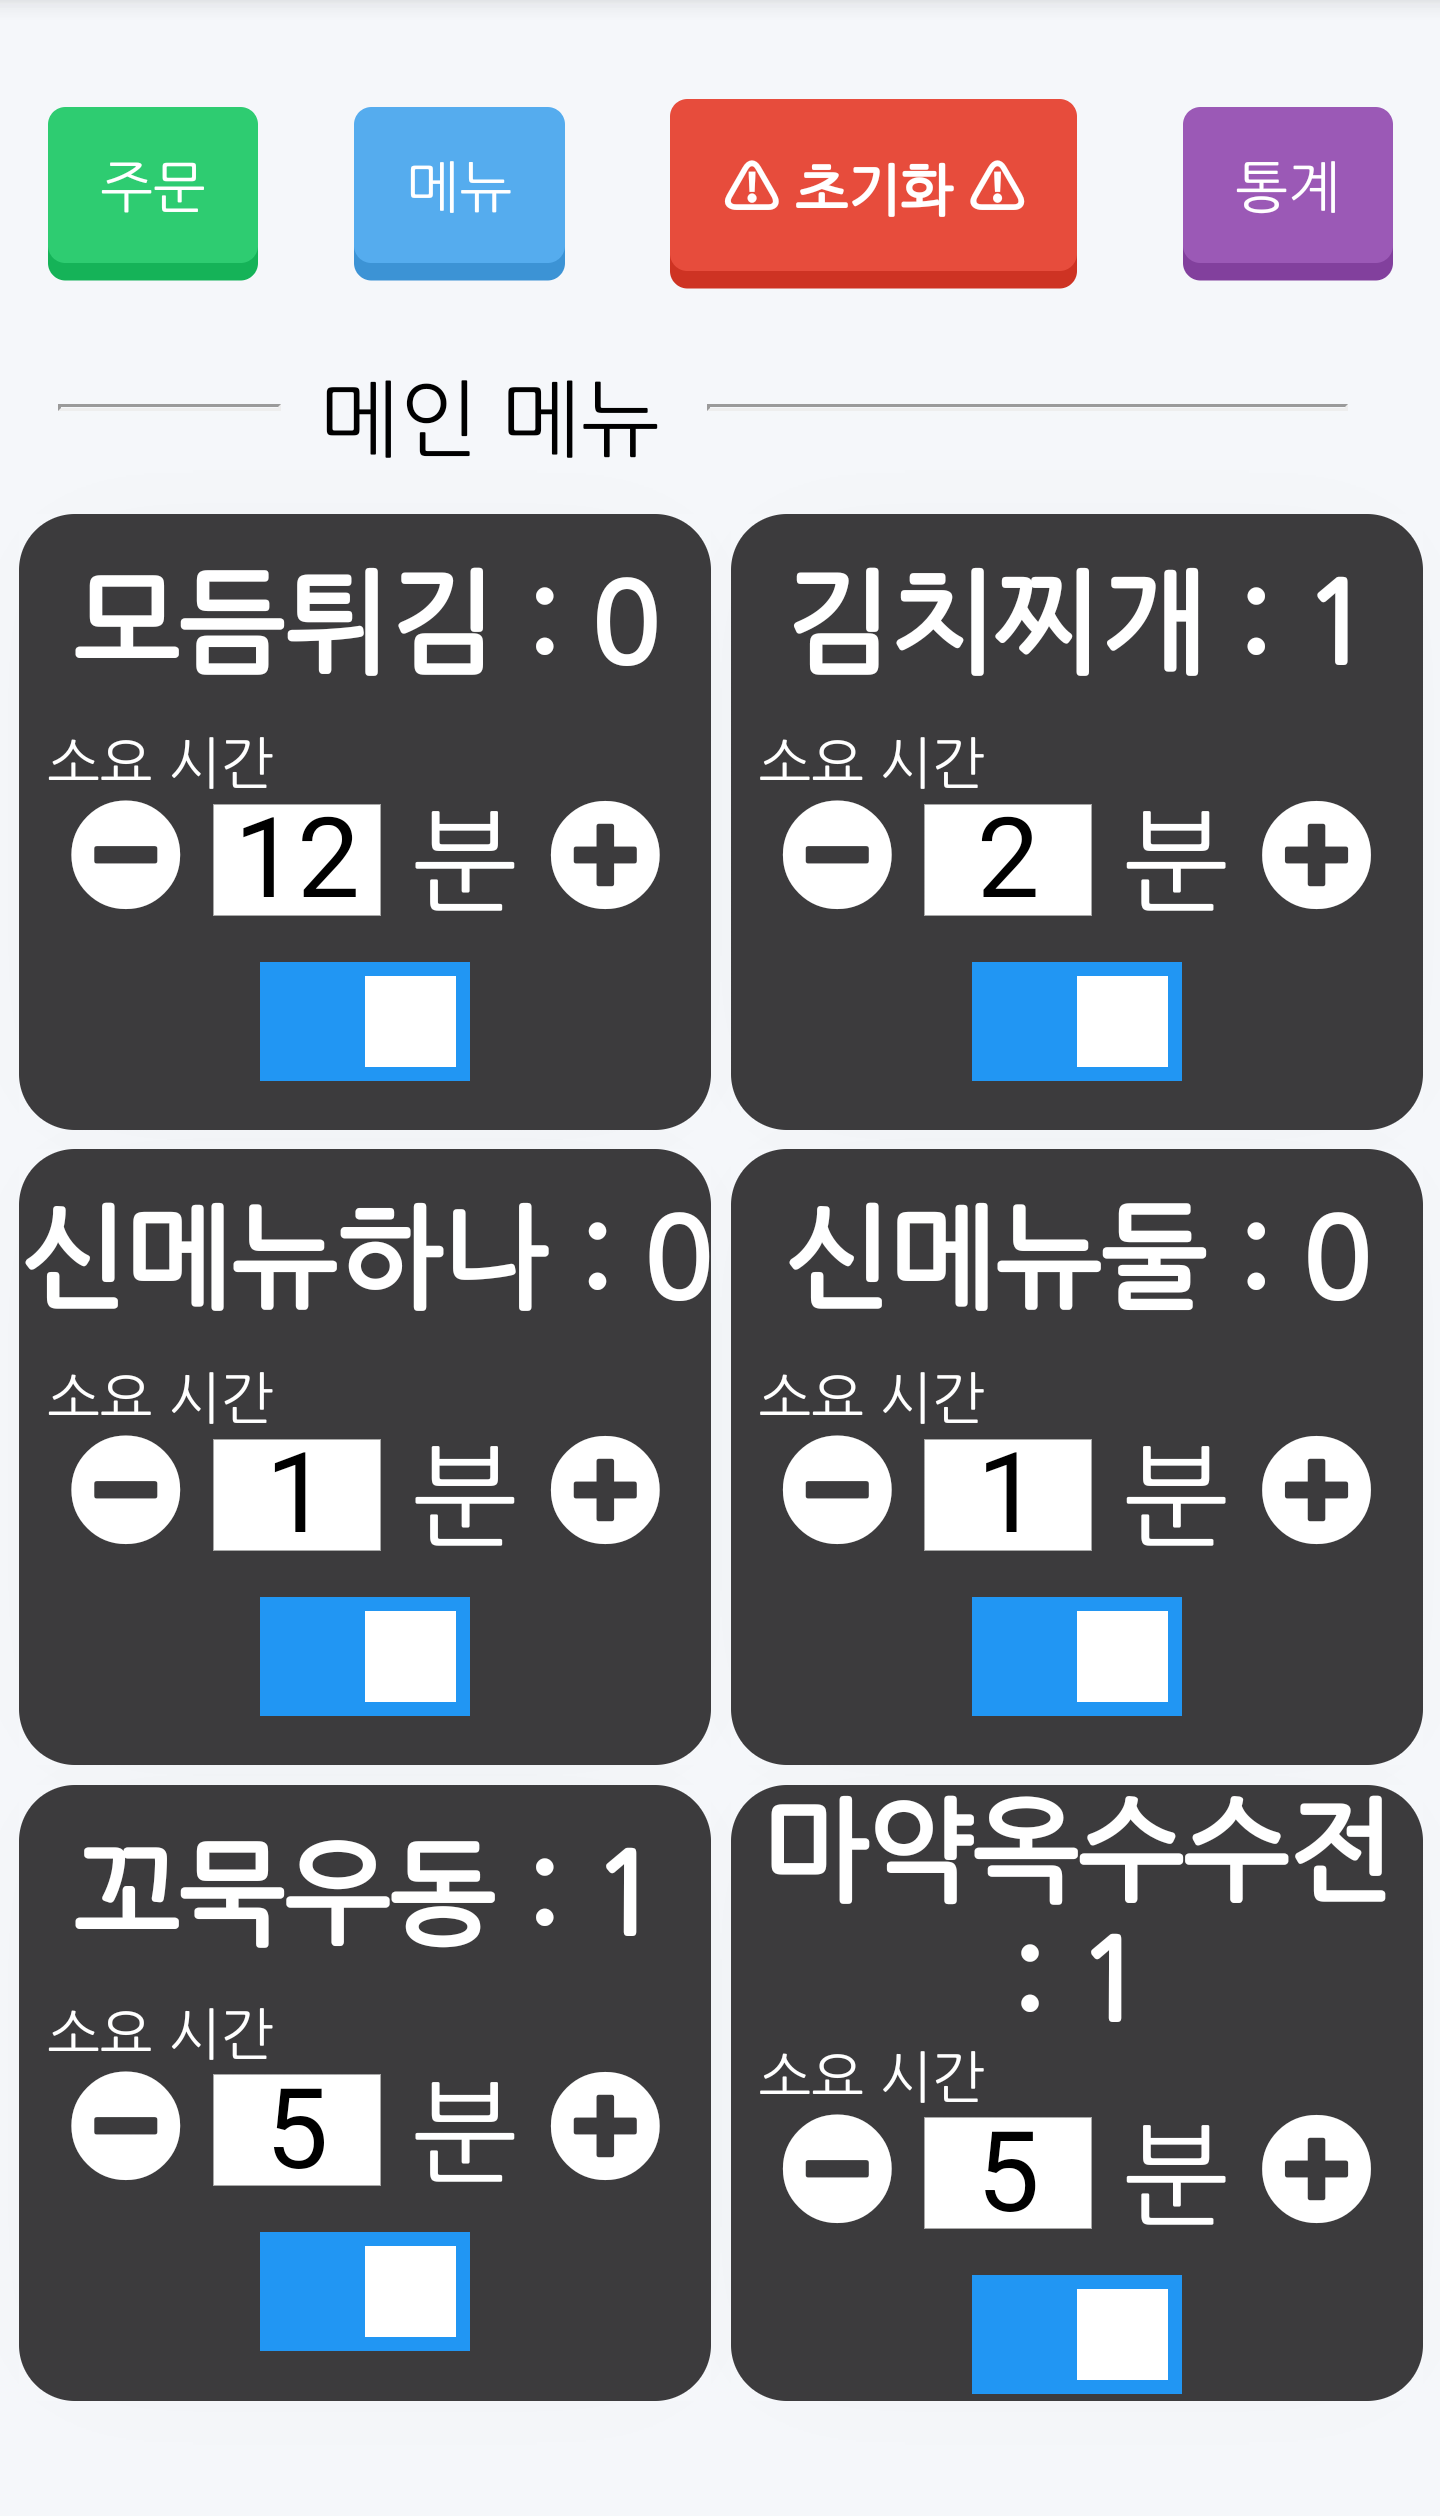 주문 메뉴 ⚠ 초기화 ⚠ 통계
메인 메뉴
모듬튀김 : 0
소요 시간
12 분
김치찌개 : 1
소요 시간
2 분
신메뉴하나 : 0
소요 시간
1 분
신메뉴둘 : 0
소요 시간
1 분
꼬묵우동 : 1
소요 시간
5 분
마약옥수수전
: 1
소요 시간
5 분